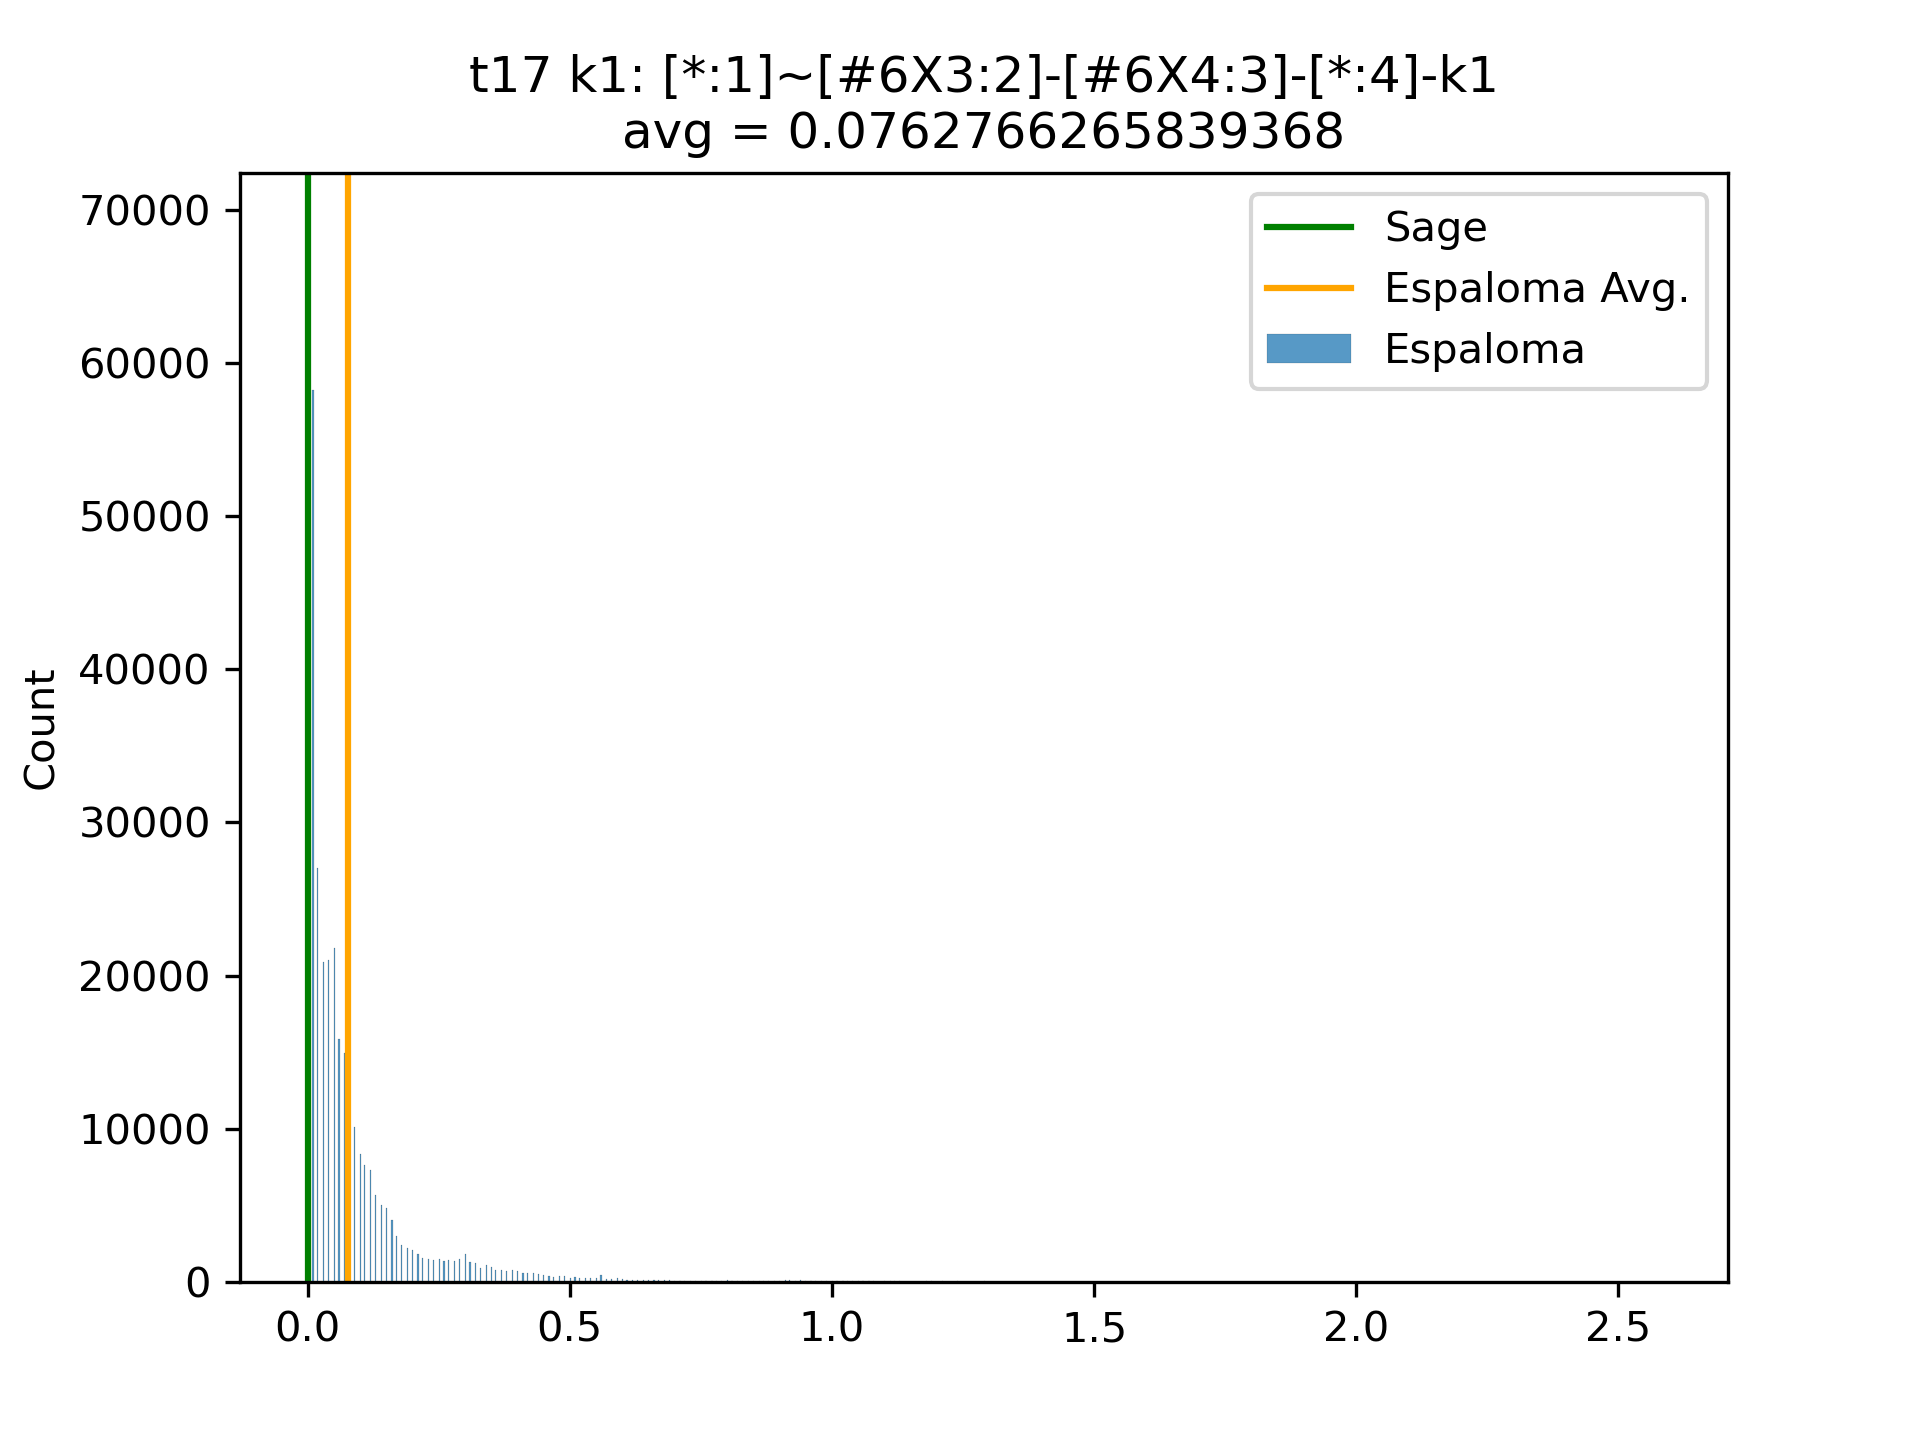 t17 k1: [*:1]~[#6X3:2]-[#6X4:3]-[*:4]-k1
avg = 0.0762766265839368
Sage
Espaloma Avg.
Espaloma
Count
70000
60000
50000
40000
30000
20000
10000
0
0.0 0.5 1.0 1.5 2.0 2.5